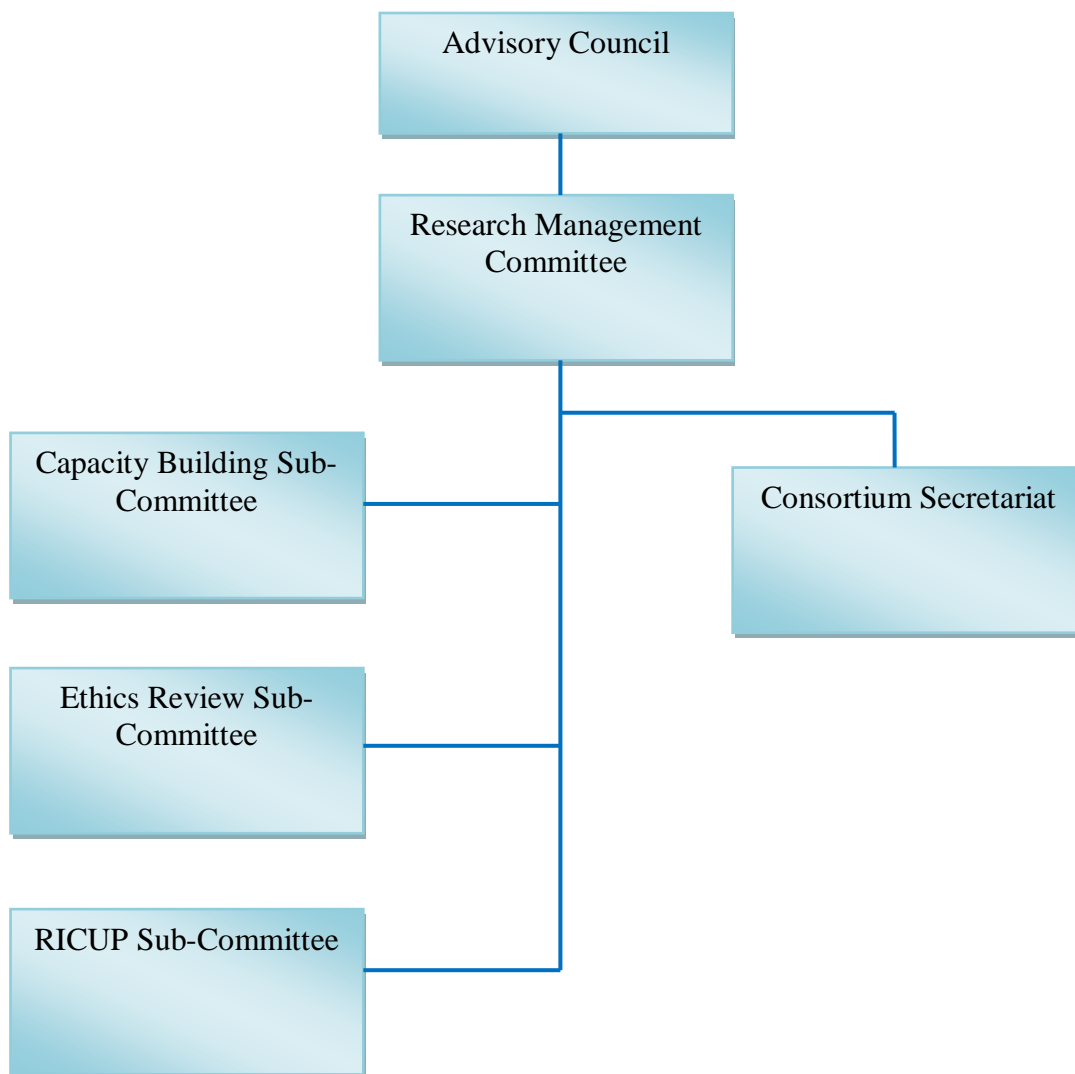 Advisory Council
Research Management
Committee
Capacity Building Sub-
Committee
Consortium Secretariat
Ethics Review Sub-
Committee
RICUP Sub-Committee